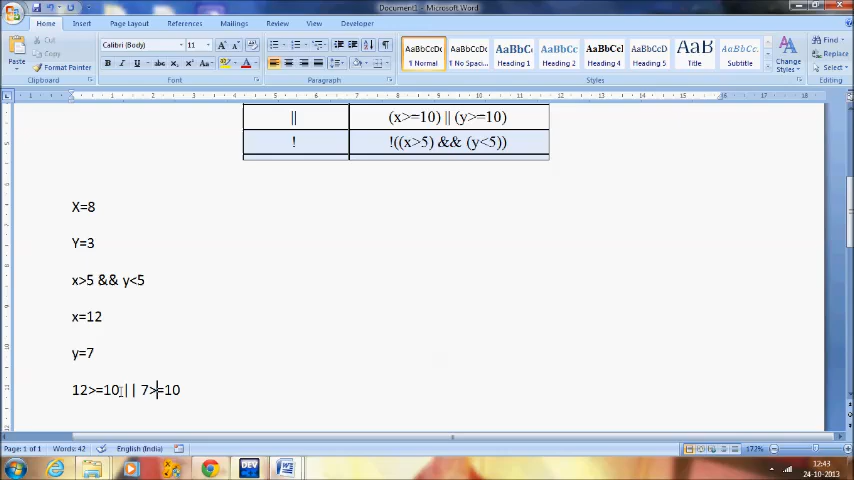 Document1 - Microsoft Word
Home Insert Page Layout References Mailings Review View Developer
Cut
Copy
Format Painter
Paste
Clipboard
Calibri (Body) 11
Font
Paragraph
AaBbCcDc AaBbCcDc AaBbC AaBbCc AaBbCcI AaBbCcD AaB AaBbCc.
¶ Normal ¶ No Spaci... Heading 1 Heading 2 Heading 4 Heading 5 Title Subtitle
Change Styles
Styles
Find
Replace
Select
Editing
|| (x>=10) || (y>=10)
! !((x>5) && (y<5))
X=8
Y=3
x>5 && y<5
x=12
y=7
12>=10 || 7>=10
Page: 1 of 1 Words: 42 English (India) 172%
DEV
12:43
24-10-2013